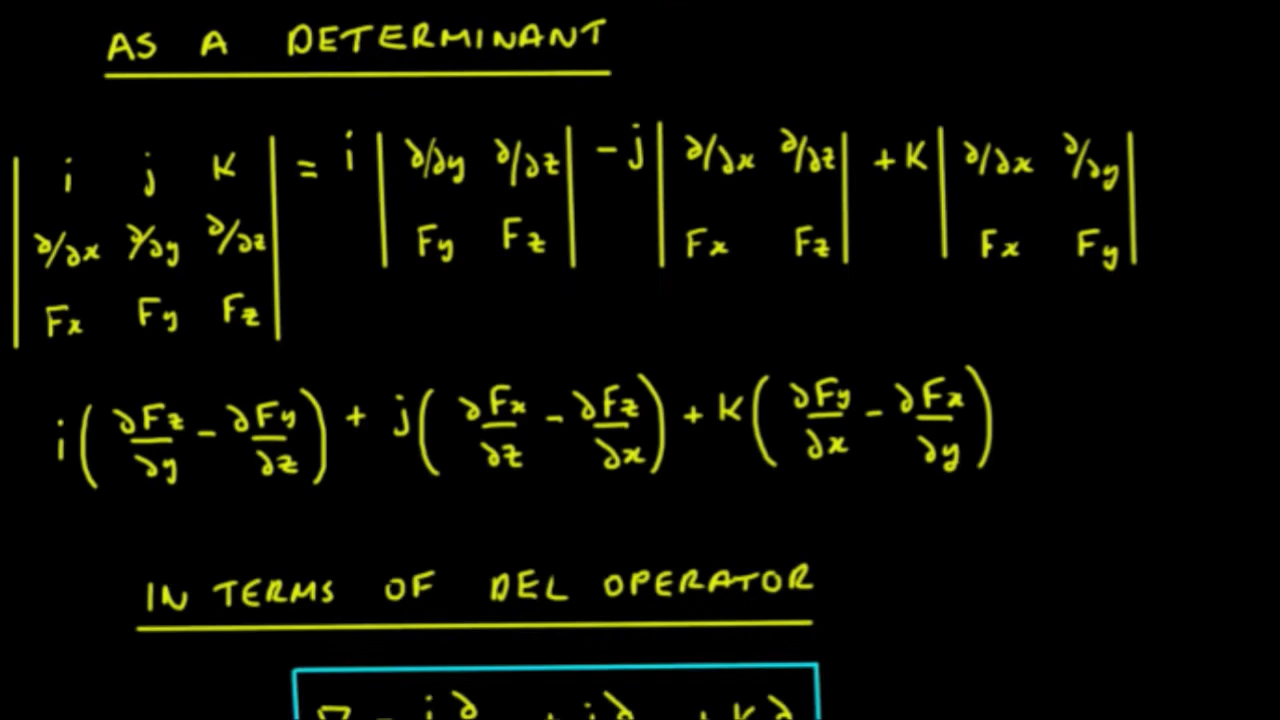 AS A DETERMINANT
| i j K ; ∂/∂x ∂/∂y ∂/∂z ; Fx Fy Fz | = i | ∂/∂y ∂/∂z ; Fy Fz | - j | ∂/∂x ∂/∂z ; Fx Fz | + K | ∂/∂x ∂/∂y ; Fx Fy |
i ( ∂Fz/∂y - ∂Fy/∂z ) + j ( ∂Fx/∂z - ∂Fz/∂x ) + K ( ∂Fy/∂x - ∂Fx/∂y )
IN TERMS OF DEL OPERATOR
∇ = i∂ + j∂ + K∂